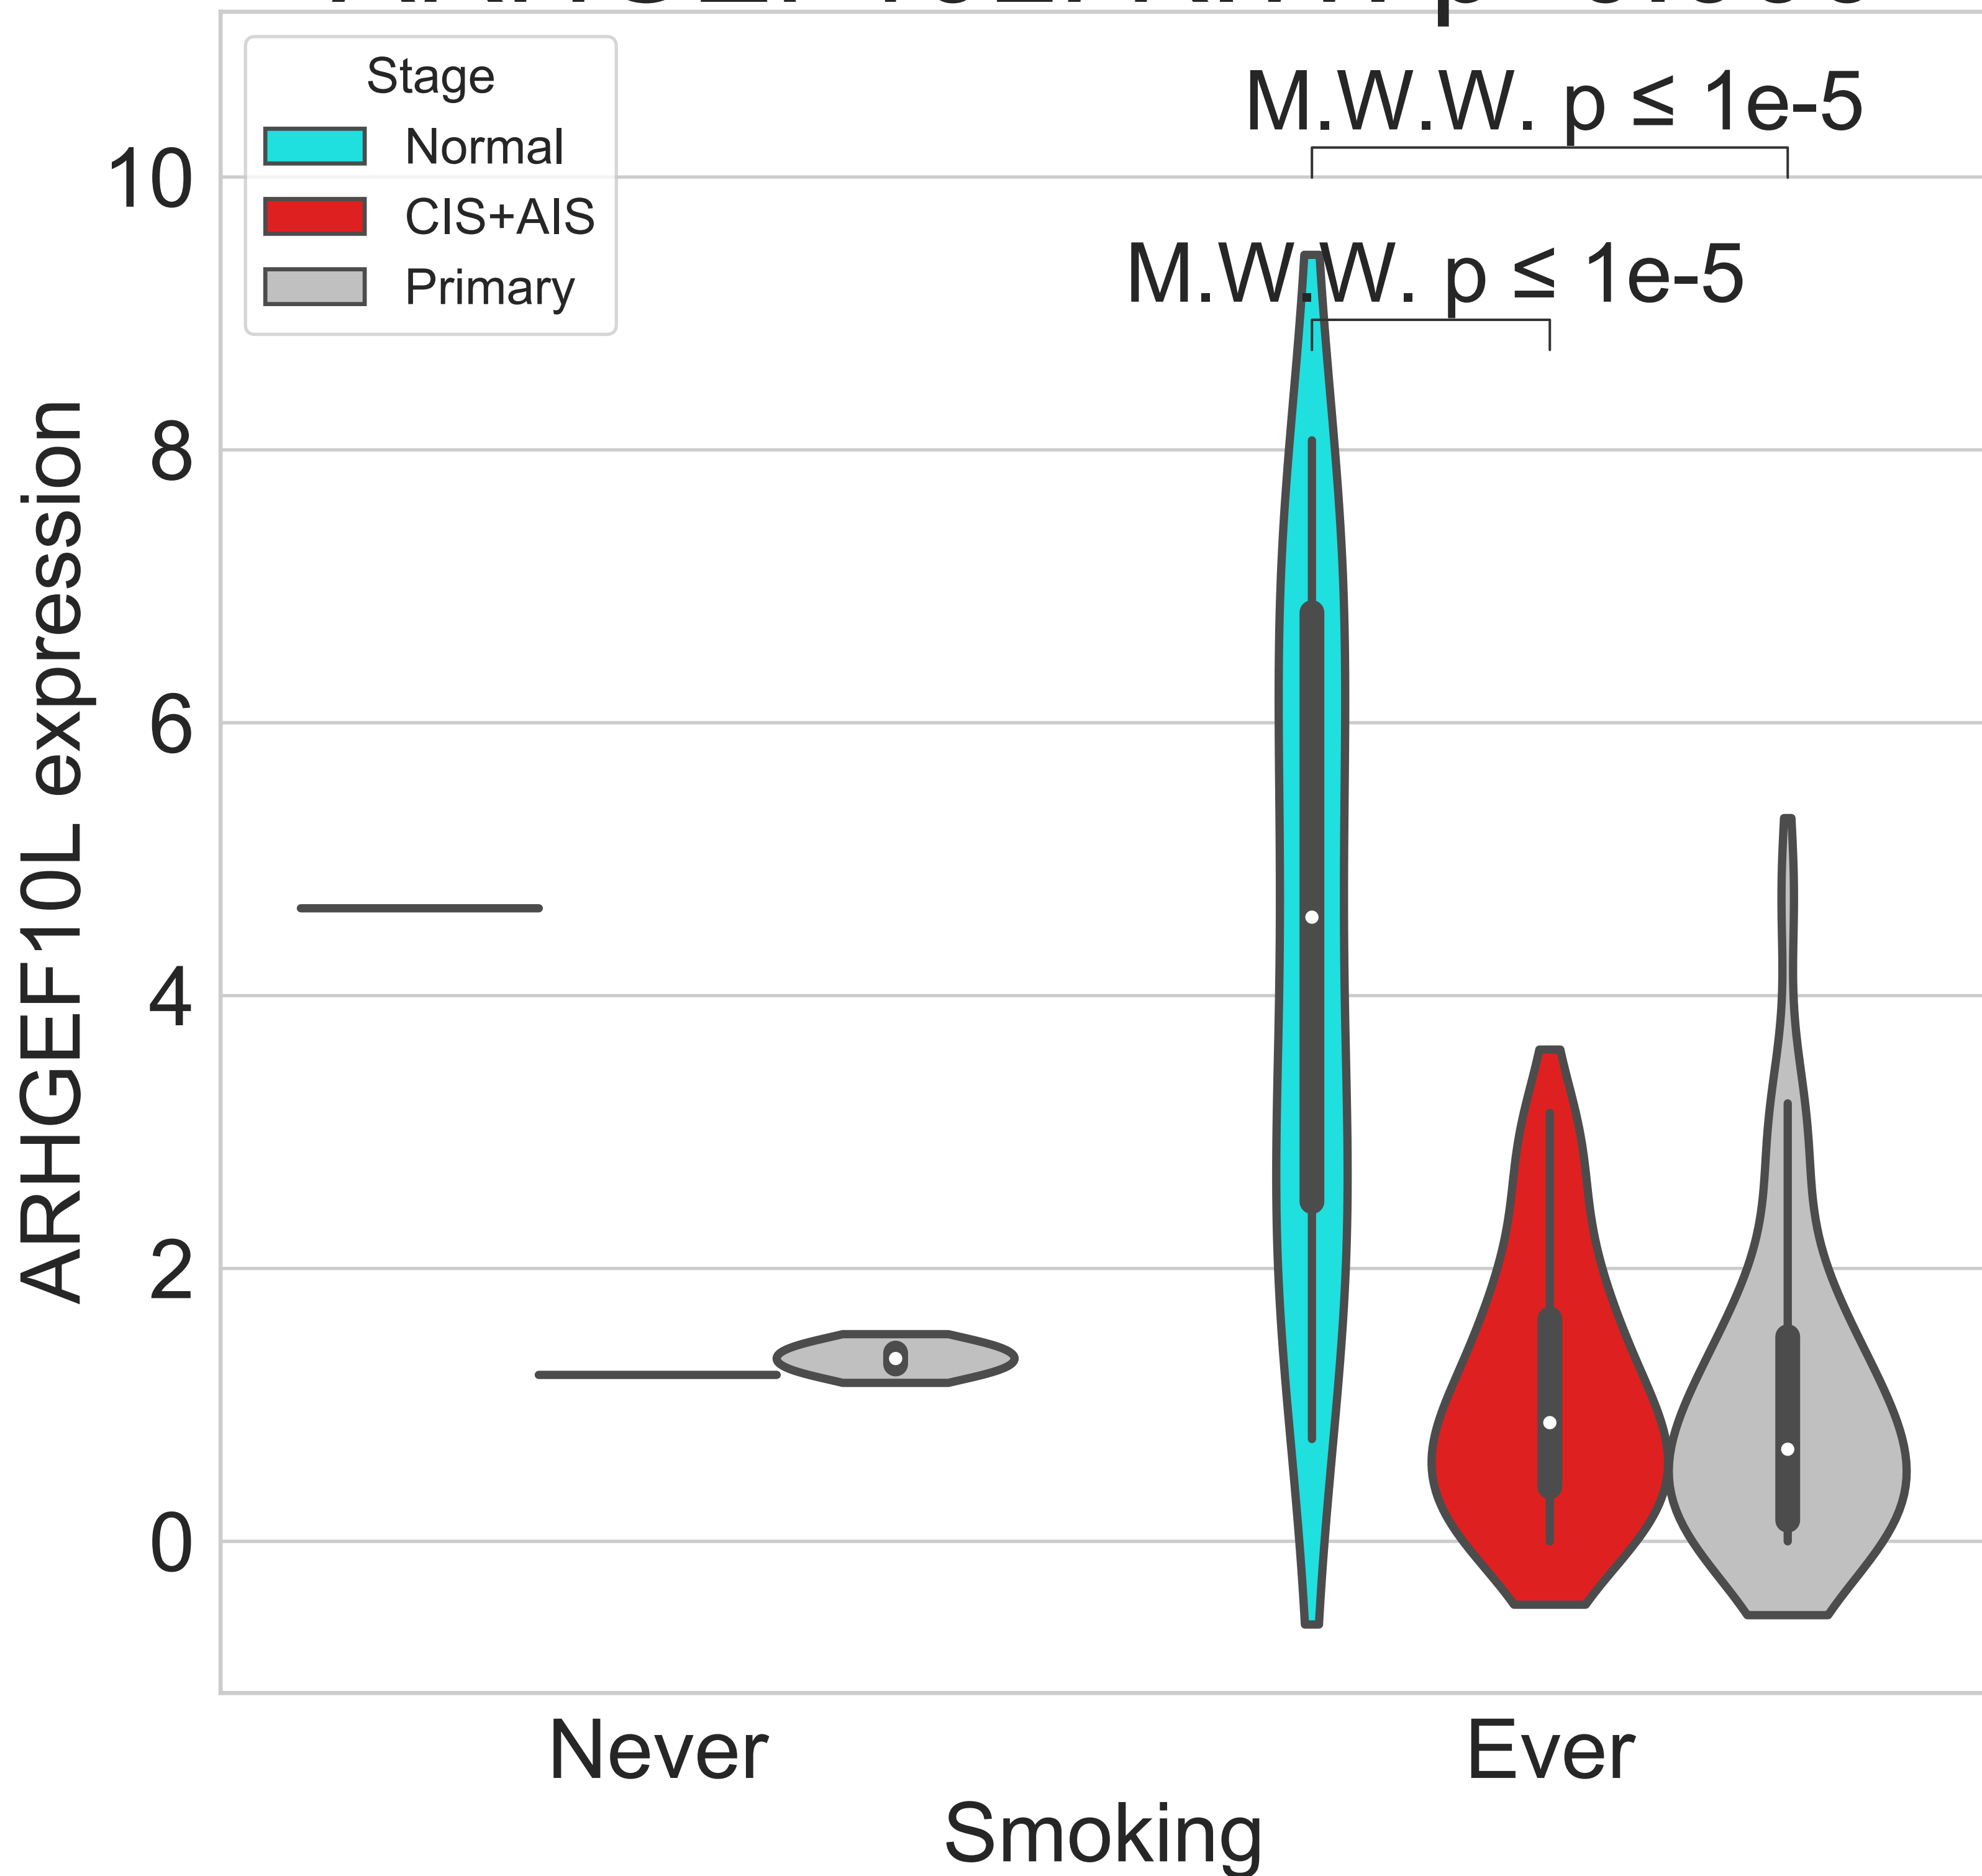 Stage
Normal
CIS+AIS
Primary
M.W.W. p ≤ 1e-5
M.W.W. p ≤ 1e-5
10
8
6
4
2
0
ARHGEF10L expression
Never
Ever
Smoking